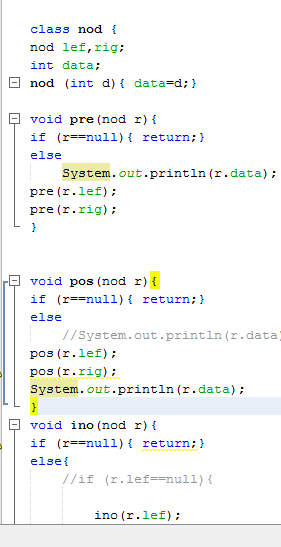 class nod {
nod lef,rig;
int data;
nod (int d){ data=d;}
void pre(nod r){
if (r==null){ return;}
else
System.out.println(r.data);
pre(r.lef);
pre(r.rig);
}
void pos(nod r){
if (r==null){ return;}
else
//System.out.println(r.data)
pos(r.lef);
pos(r.rig);
System.out.println(r.data);
}
void ino(nod r){
if (r==null){ return;}
else{
//if (r.lef==null){
ino(r.lef);